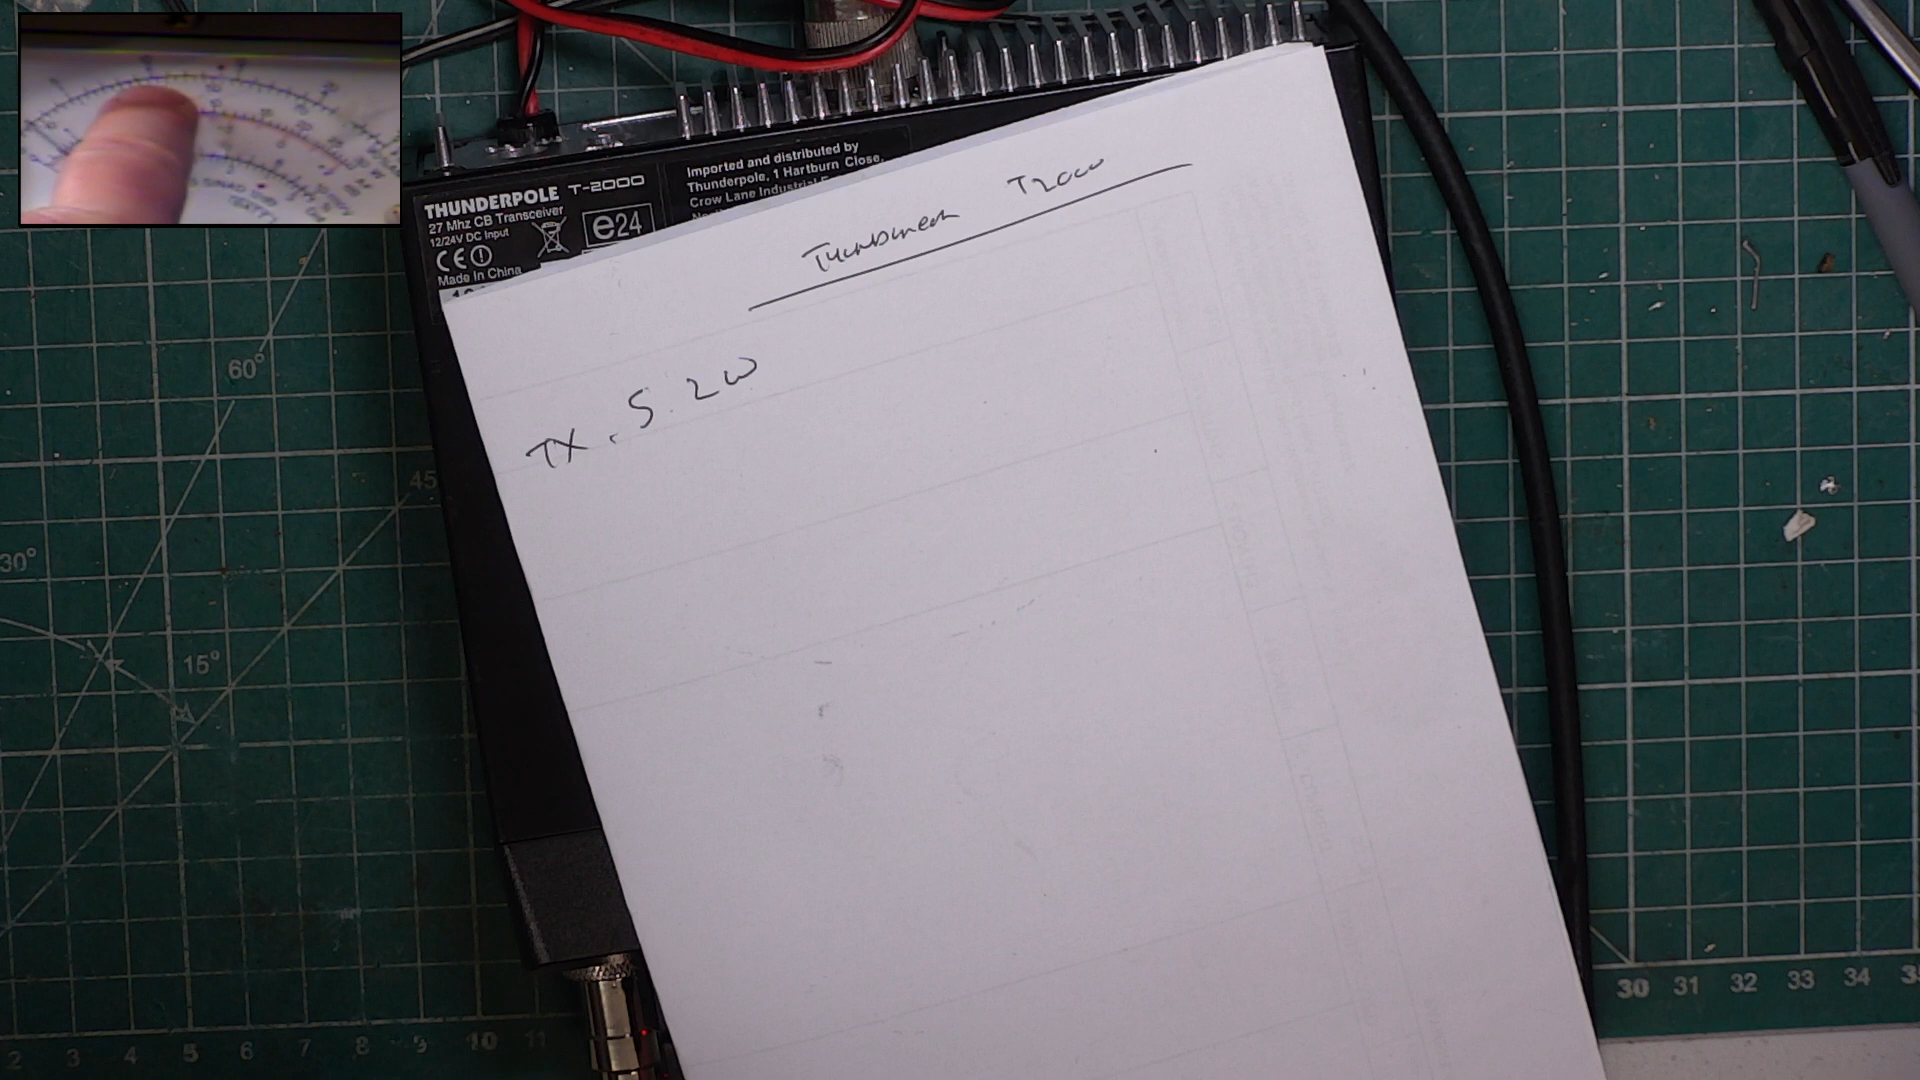 THUNDERPOLE T-2000
27 Mhz CB Transceiver
12/24V DC Input
CE
Made In China
e24
Imported and distributed by
Thunderpole, 1 Hartburn Close,
Crow Lane Industrial
T2000
TX. 5.2W
60°
45
30°
15°
2 3 4 5 6 7 8 9 10 11
30 31 32 33 34
SINAD